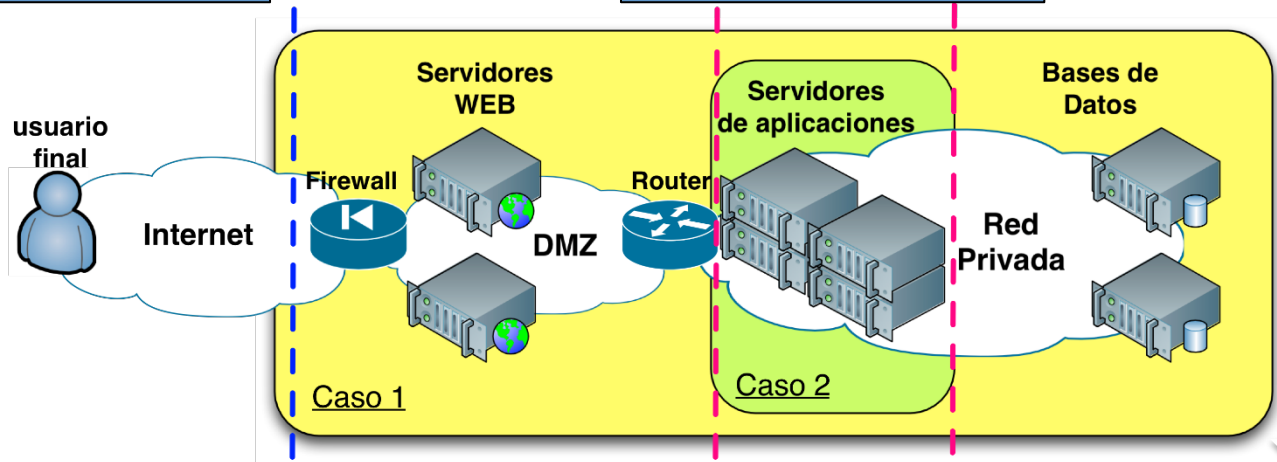 Servidores
WEB
Servidores
de aplicaciones
Bases de
Datos
usuario
final
Firewall
Router
Internet
DMZ
Red
Privada
Caso 1
Caso 2